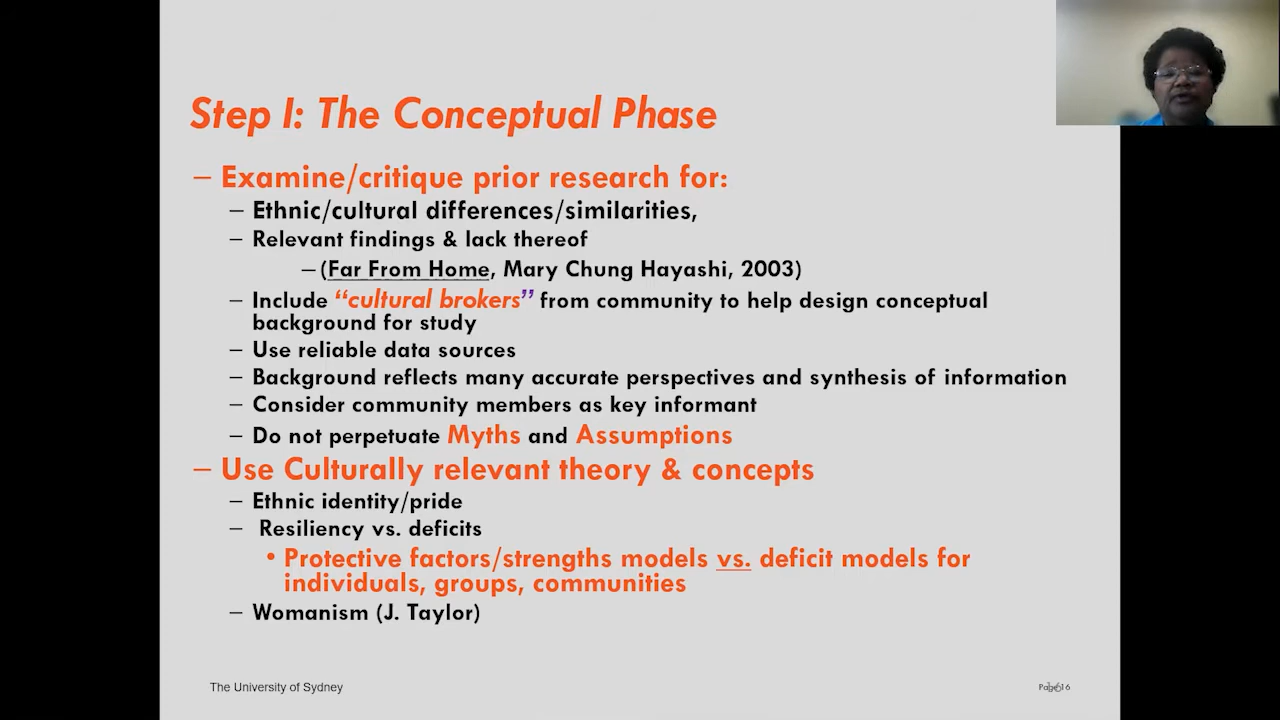 Step I: The Conceptual Phase
– Examine/critique prior research for:
– Ethnic/cultural differences/similarities,
– Relevant findings & lack thereof
– (Far From Home, Mary Chung Hayashi, 2003)
– Include “cultural brokers” from community to help design conceptual
background for study
– Use reliable data sources
– Background reflects many accurate perspectives and synthesis of information
– Consider community members as key informant
– Do not perpetuate Myths and Assumptions
– Use Culturally relevant theory & concepts
– Ethnic identity/pride
– Resiliency vs. deficits
• Protective factors/strengths models vs. deficit models for
individuals, groups, communities
– Womanism (J. Taylor)
The University of Sydney
Page 16